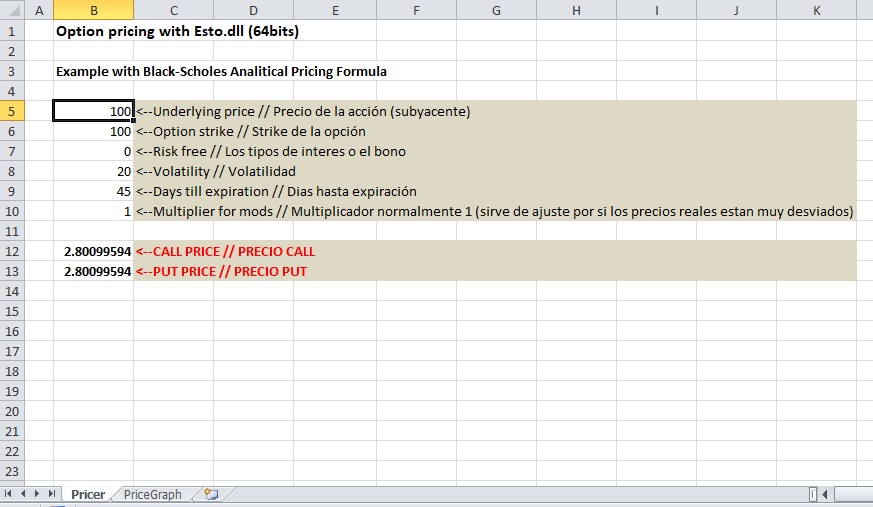 A B C D E F G H I J K
1 Option pricing with Esto.dll (64bits)
2
3 Example with Black-Scholes Analitical Pricing Formula
4
5 100 <--Underlying price // Precio de la acción (subyacente)
6 100 <--Option strike // Strike de la opción
7 0 <--Risk free // Los tipos de interes o el bono
8 20 <--Volatility // Volatilidad
9 45 <--Days till expiration // Dias hasta expiración
10 1 <--Multiplier for mods // Multiplicador normalmente 1 (sirve de ajuste por si los precios reales estan muy desviados)
11
12 2.80099594 <--CALL PRICE // PRECIO CALL
13 2.80099594 <--PUT PRICE // PRECIO PUT
14
15
16
17
18
19
20
21
22
23
Pricer PriceGraph